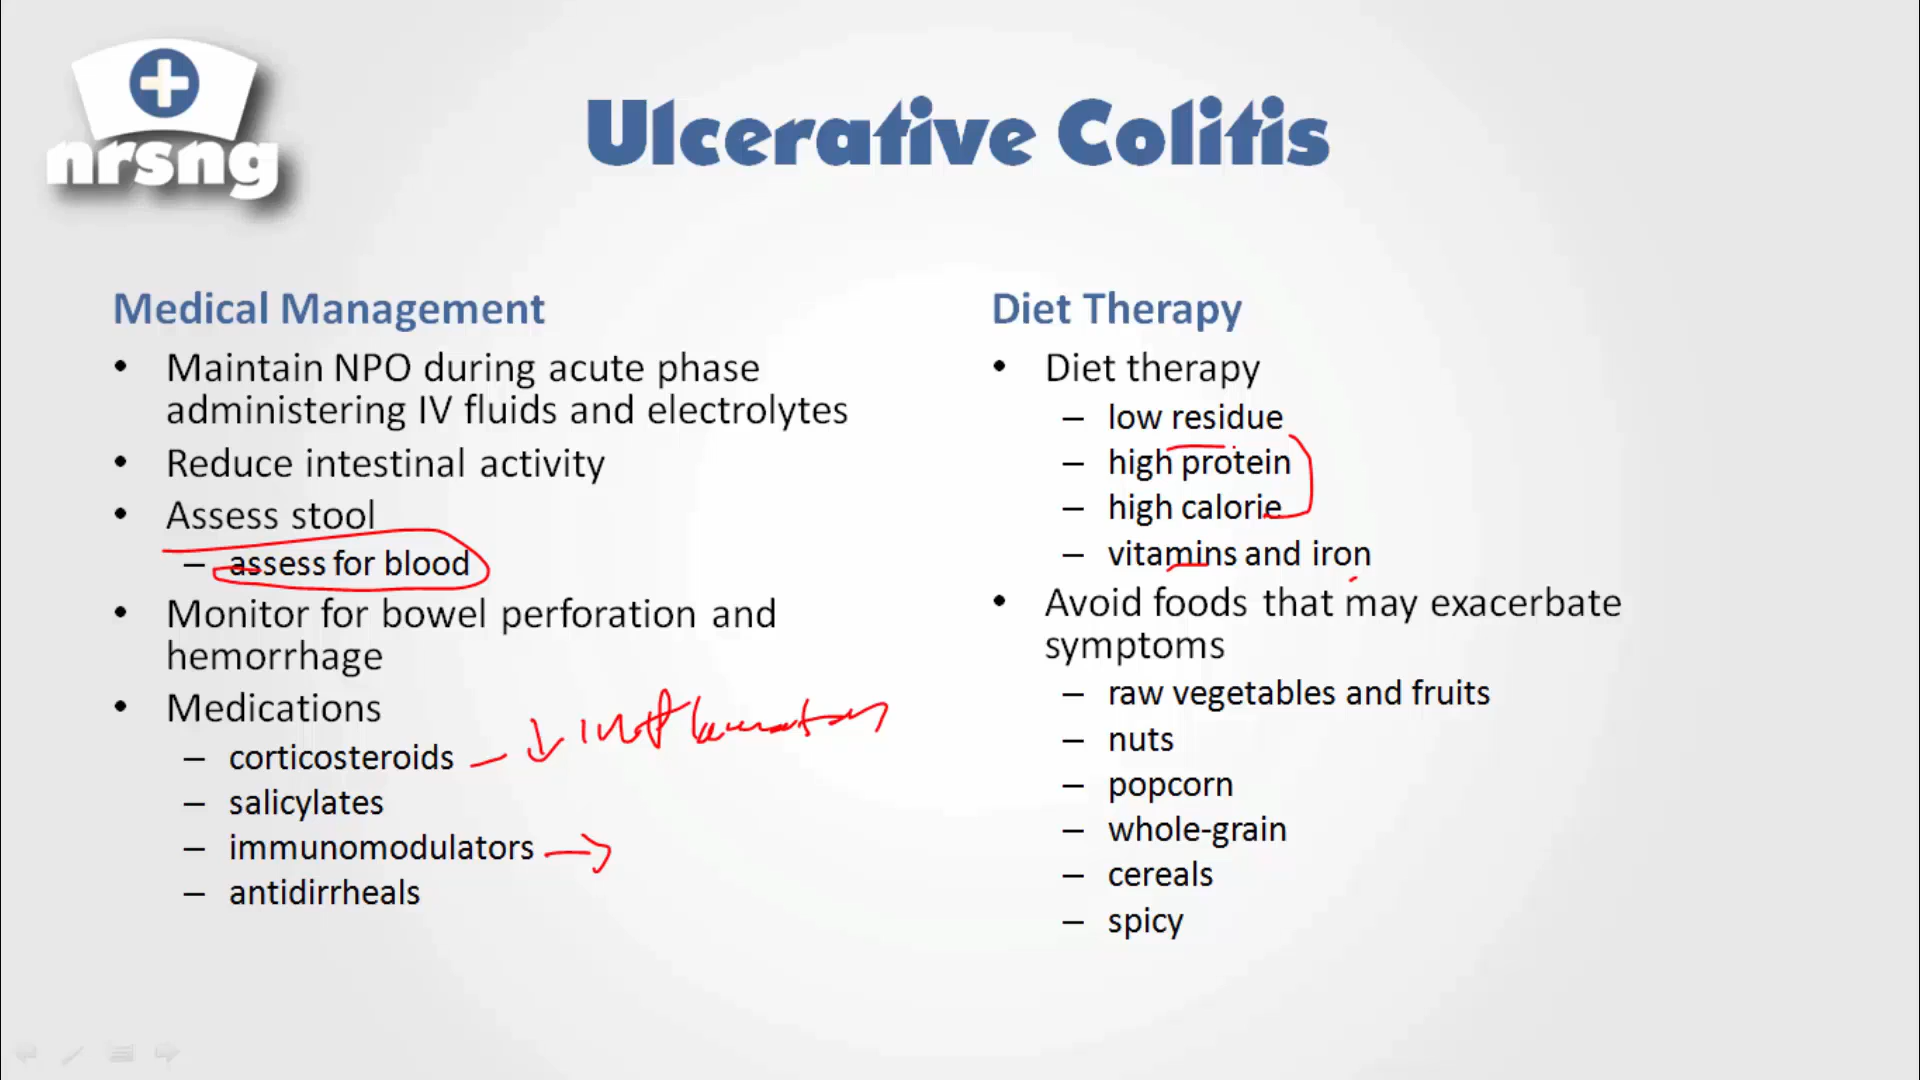 nrsng
Ulcerative Colitis
Medical Management
• Maintain NPO during acute phase
administering IV fluids and electrolytes
• Reduce intestinal activity
• Assess stool
– assess for blood
• Monitor for bowel perforation and
hemorrhage
• Medications
– corticosteroids – ↓ inflammation
– salicylates
– immunomodulators →
– antidirrheals
Diet Therapy
• Diet therapy
– low residue
– high protein
– high calorie
– vitamins and iron
• Avoid foods that may exacerbate
symptoms
– raw vegetables and fruits
– nuts
– popcorn
– whole-grain
– cereals
– spicy